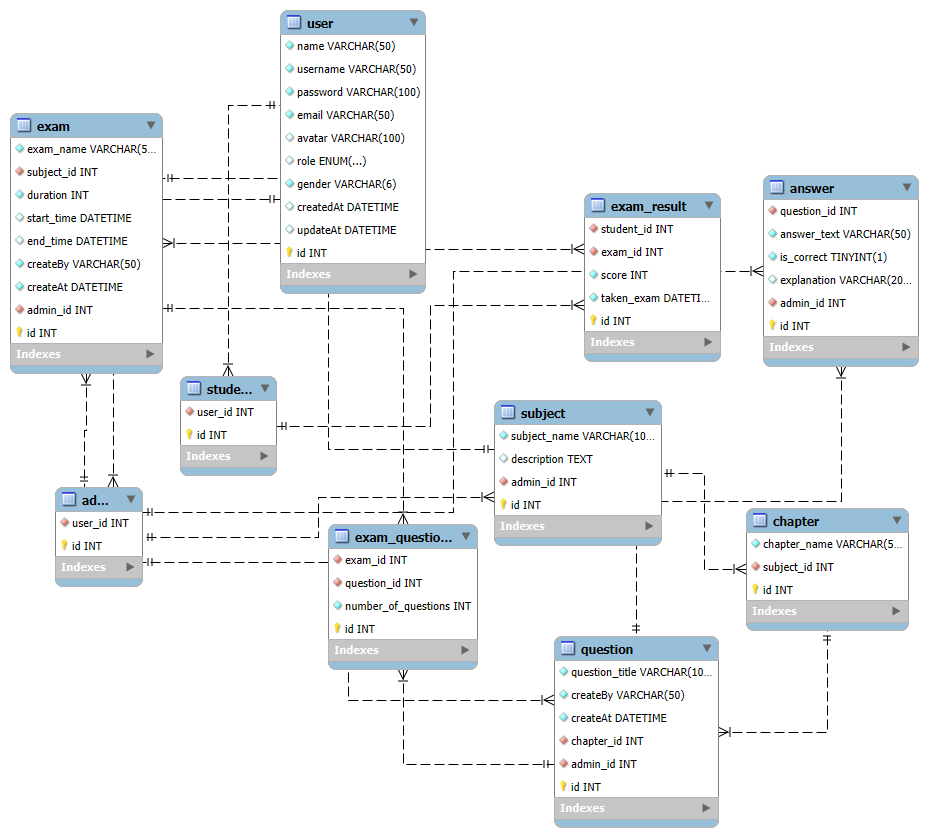 user
name VARCHAR(50)
username VARCHAR(50)
password VARCHAR(100)
email VARCHAR(50)
avatar VARCHAR(100)
role ENUM(...)
gender VARCHAR(6)
createdAt DATETIME
updateAt DATETIME
id INT
Indexes
exam
exam_name VARCHAR(5...
subject_id INT
duration INT
start_time DATETIME
end_time DATETIME
createBy VARCHAR(50)
createAt DATETIME
admin_id INT
id INT
Indexes
exam_result
student_id INT
exam_id INT
score INT
taken_exam DATETI...
id INT
Indexes
answer
question_id INT
answer_text VARCHAR(50)
is_correct TINYINT(1)
explanation VARCHAR(20...
admin_id INT
id INT
Indexes
stude...
user_id INT
id INT
Indexes
subject
subject_name VARCHAR(10...
description TEXT
admin_id INT
id INT
Indexes
ad...
user_id INT
id INT
Indexes
exam_questio...
exam_id INT
question_id INT
number_of_questions INT
id INT
Indexes
chapter
chapter_name VARCHAR(5...
subject_id INT
id INT
Indexes
question
question_title VARCHAR(10...
createBy VARCHAR(50)
createAt DATETIME
chapter_id INT
admin_id INT
id INT
Indexes